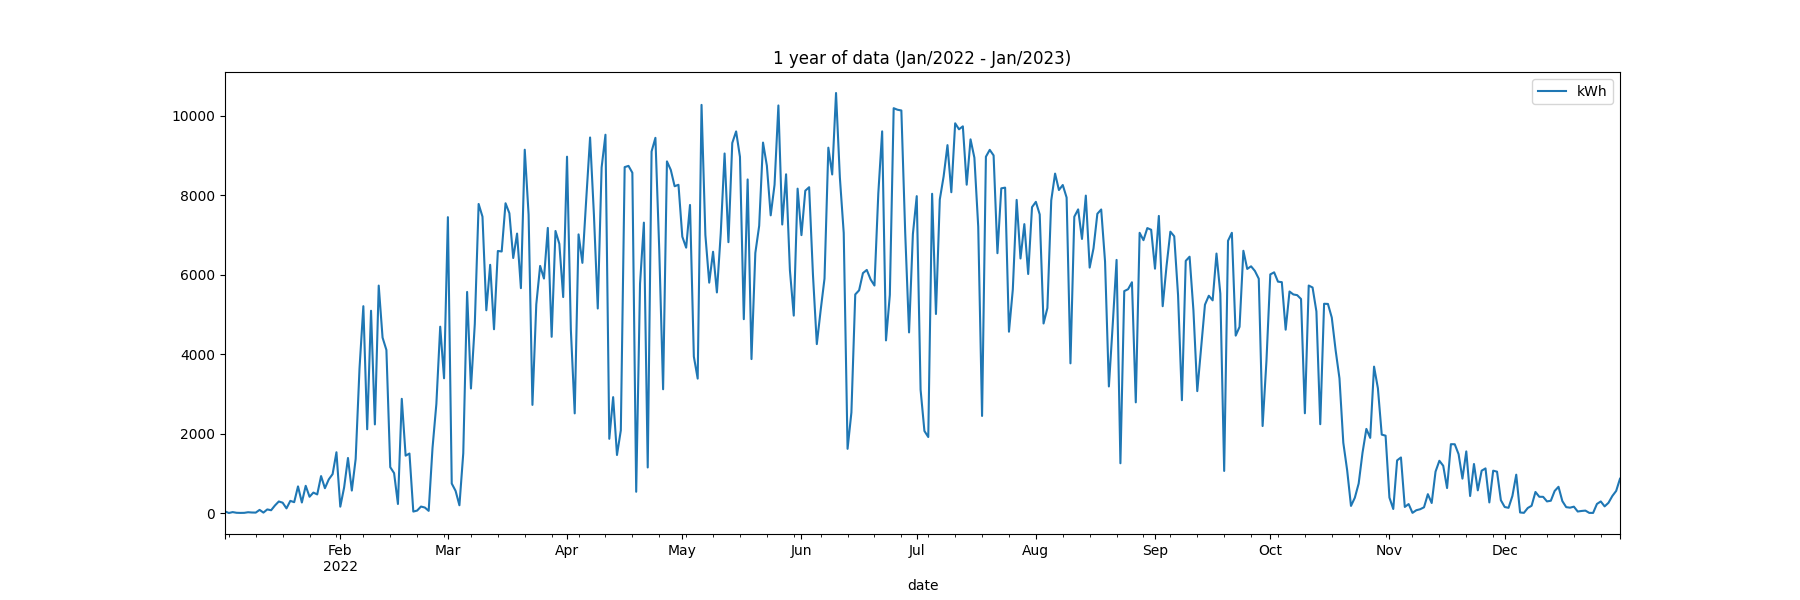 1 year of data (Jan/2022 - Jan/2023)
kWh
10000
8000
6000
4000
2000
0
Feb Mar Apr May Jun Jul Aug Sep Oct Nov Dec
2022
date